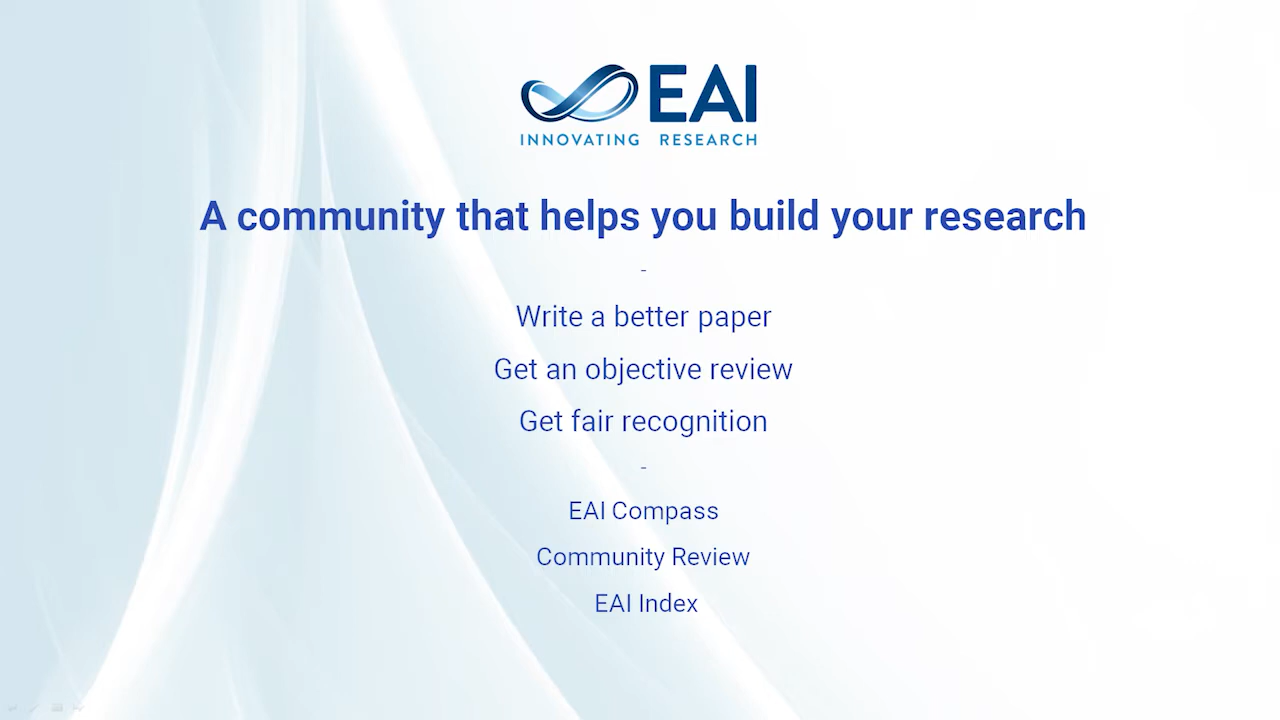 EAI
INNOVATING RESEARCH
A community that helps you build your research
-
Write a better paper
Get an objective review
Get fair recognition
-
EAI Compass
Community Review
EAI Index